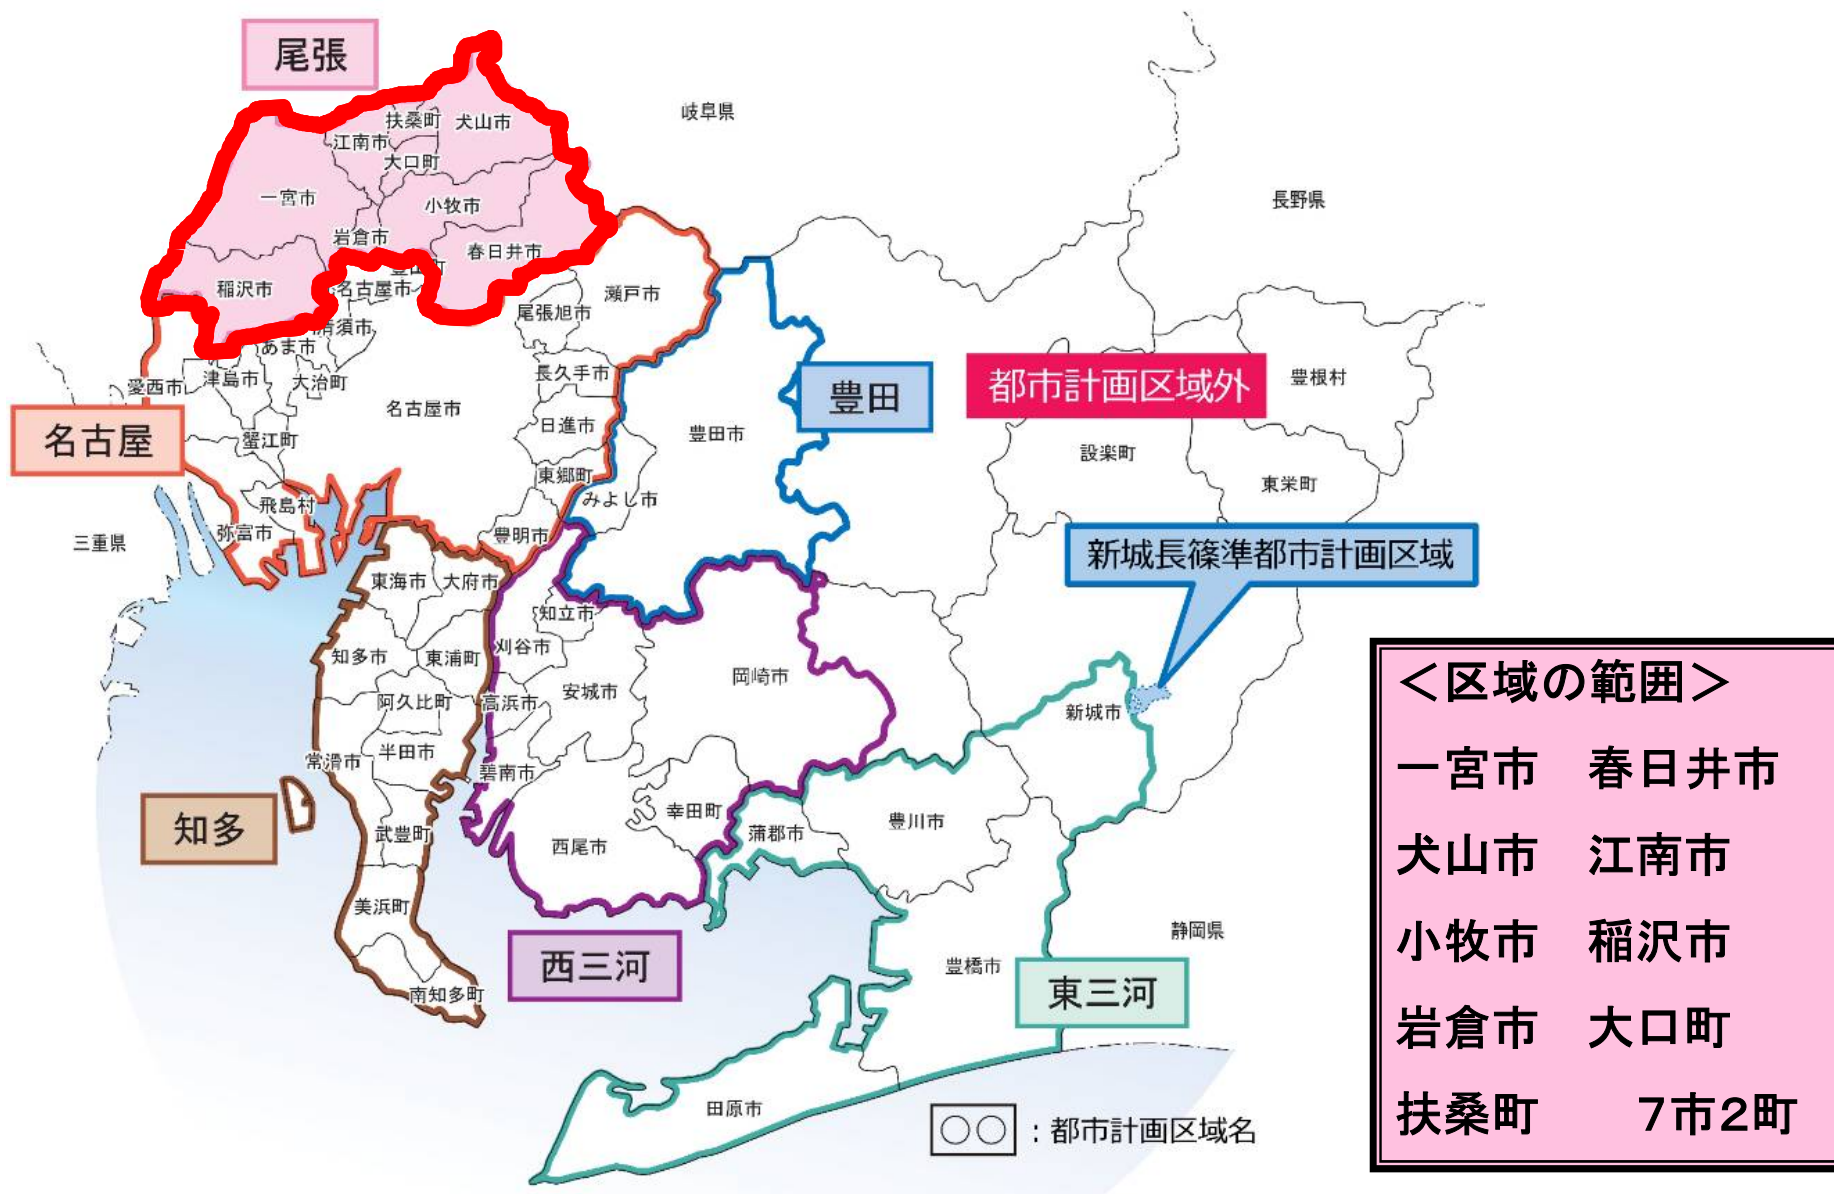 尾張
岐阜県
扶桑町
犬山市
江南市
大口町
一宮市
小牧市
長野県
岩倉市
春日井市
稲沢市
名古屋市
瀬戸市
尾張旭市
清須市
あま市
愛西市
津島市
大治町
長久手市
豊根村
都市計画区域外
豊田
名古屋市
日進市
豊田市
名古屋
蟹江町
設楽町
東郷町
東栄町
みよし市
飛島村
弥富市
豊明市
三重県
新城長篠準都市計画区域
東海市
大府市
知立市
刈谷市
知多市
東浦町
岡崎市
安城市
阿久比町
高浜市
新城市
半田市
常滑市
碧南市
知多
武豊町
幸田町
蒲郡市
豊川市
西尾市
美浜町
静岡県
西三河
豊橋市
東三河
南知多町
田原市
○○:都市計画区域名
＜区域の範囲＞
一宮市 春日井市
犬山市 江南市
小牧市 稲沢市
岩倉市 大口町
扶桑町 7市2町